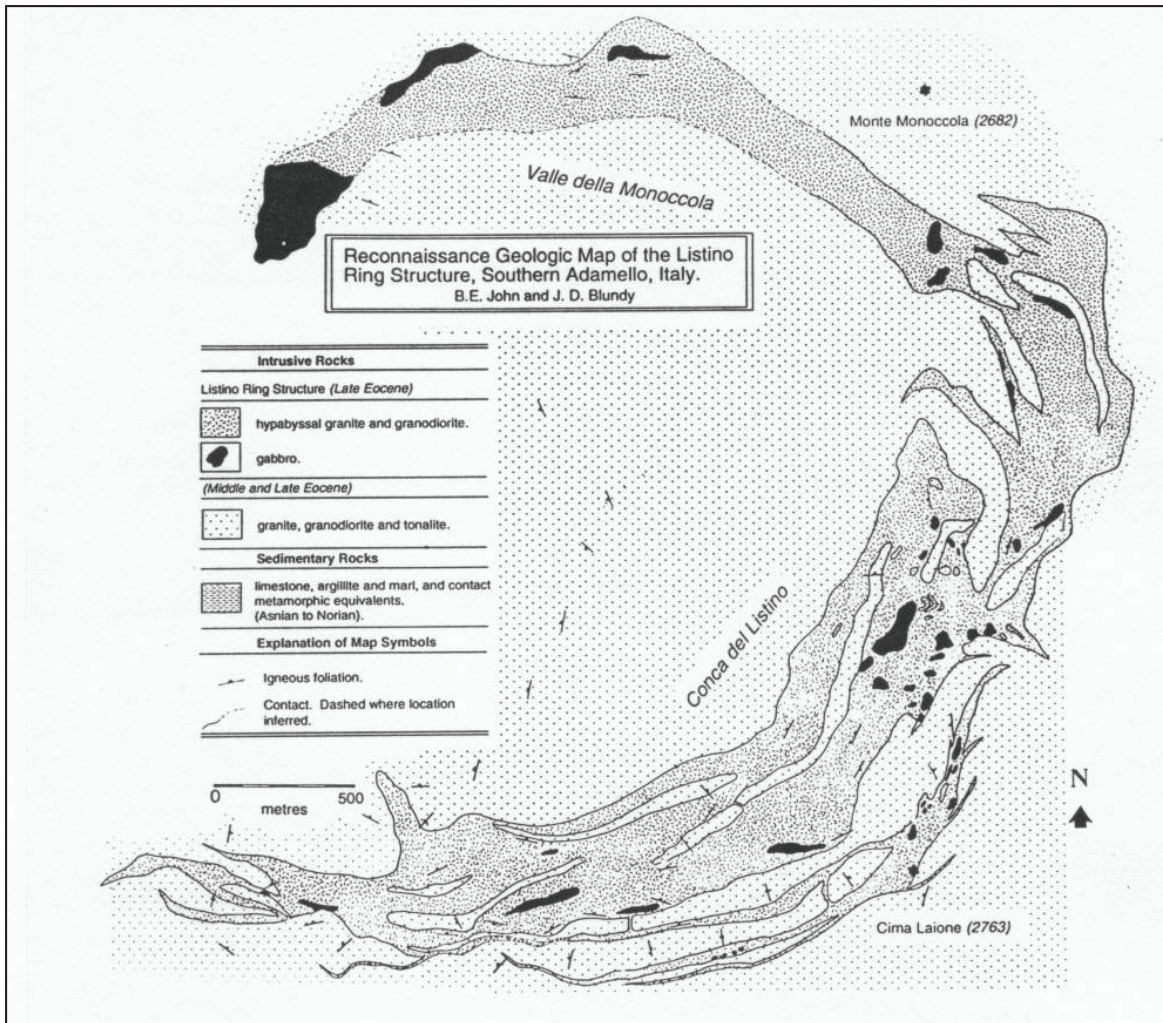 Monte Monoccola (2682)
Valle della Monoccola
Reconnaissance Geologic Map of the Listino
Ring Structure, Southern Adamello, Italy.
B.E. John and J. D. Blundy
Intrusive Rocks
Listino Ring Structure (Late Eocene)
hypabyssal granite and granodiorite.
gabbro.
(Middle and Late Eocene)
granite, granodiorite and tonalite.
Sedimentary Rocks
limestone, argillite and marl, and contact
metamorphic equivalents.
(Asnian to Norian).
Explanation of Map Symbols
Igneous foliation.
Contact. Dashed where location
inferred.
Conca del Listino
0 500
metres
N
Cima Laione (2763)